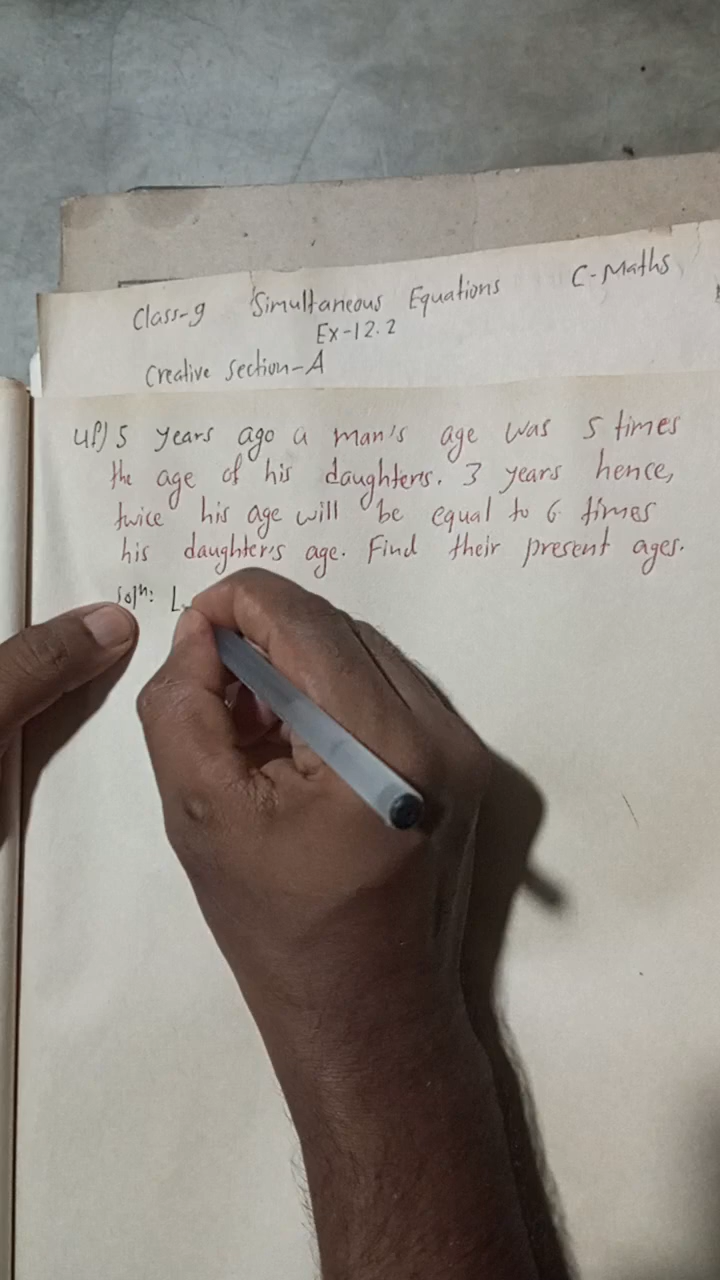 Class-9 Simultaneous Equations C-Maths
Ex-12.2
Creative section-A
4f) 5 years ago a man's age was 5 times
the age of his daughters. 3 years hence,
twice his age will be equal to 6 times
his daughter's age. Find their present ages.
Solⁿ: L